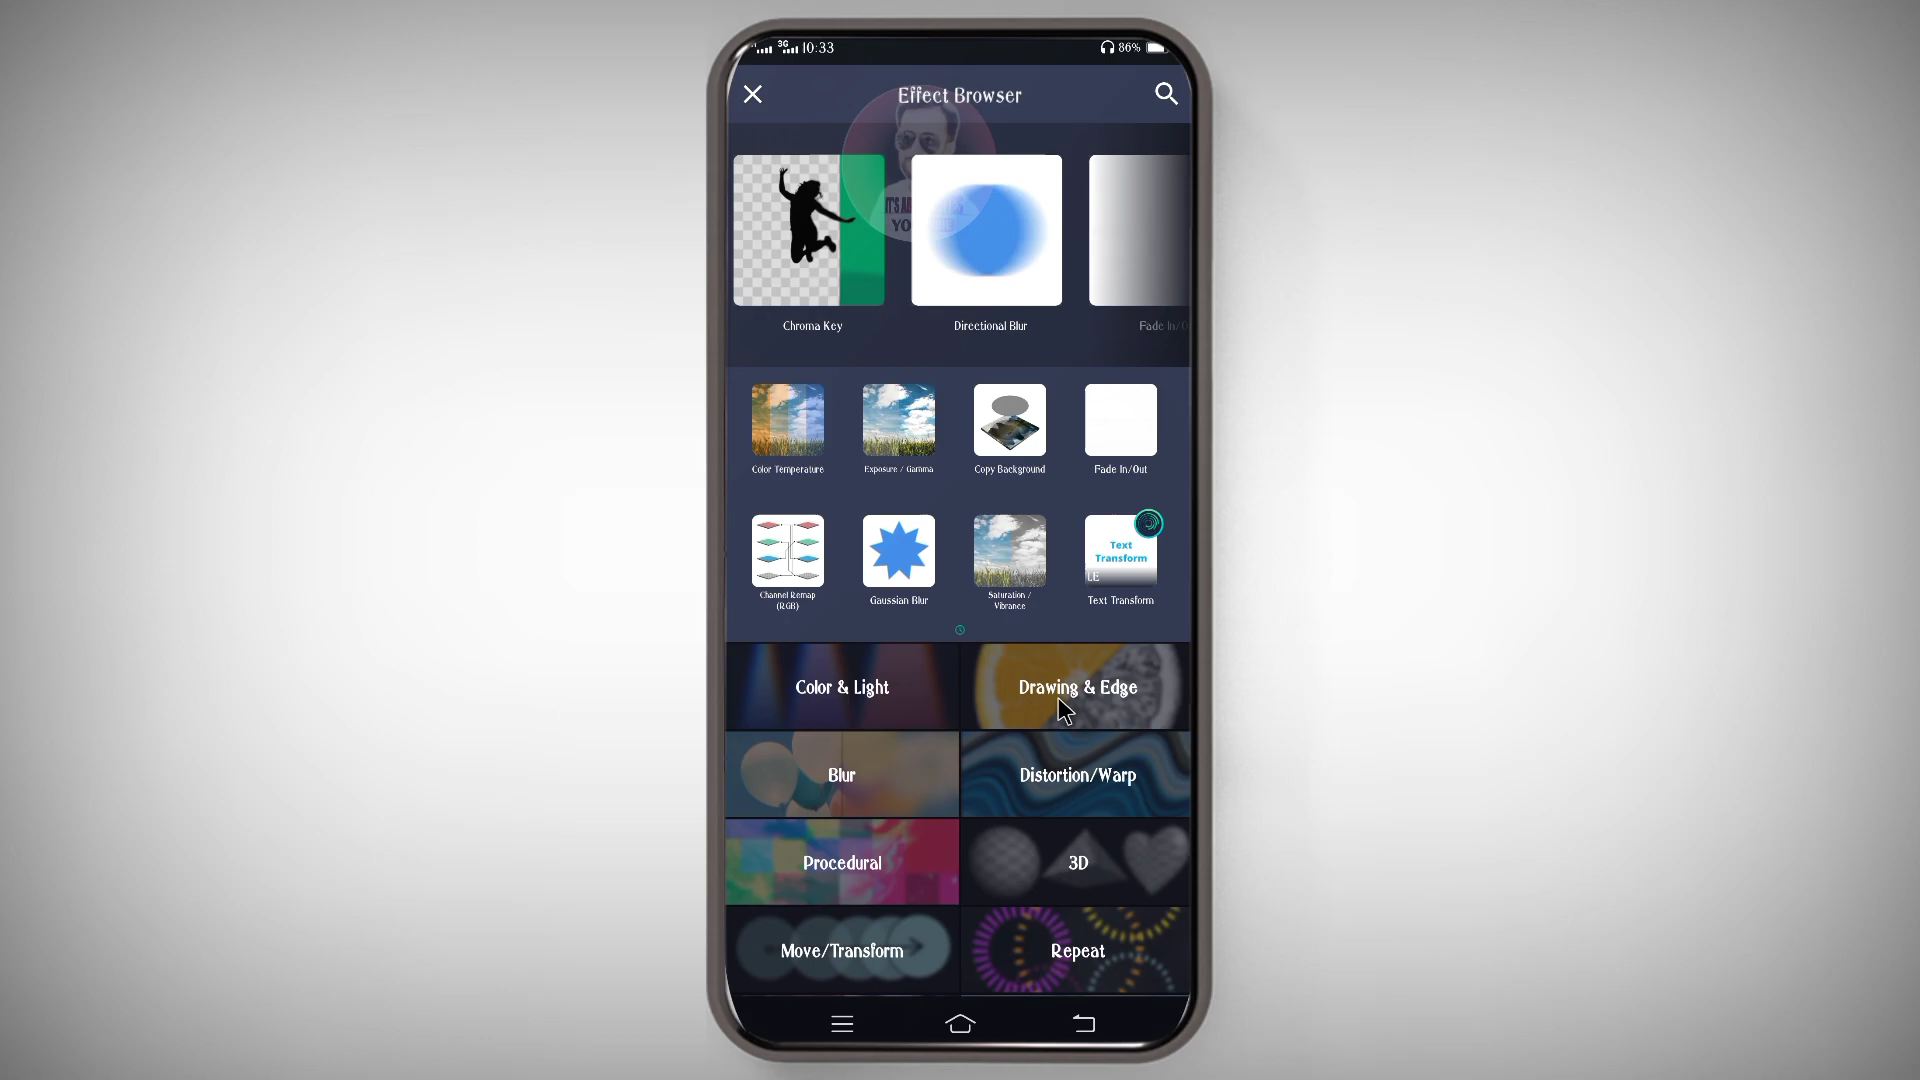 3G 10:33
86%
Effect Browser
Chroma Key
Directional Blur
Fade In/O
Color Temperature
Exposure / Gamma
Copy Background
Fade In/Out
Text
Transform
LE
Channel Remap
(RGB)
Gaussian Blur
Saturation /
Vibrance
Text Transform
Color & Light
Drawing & Edge
Blur
Distortion/Warp
Procedural
3D
Move/Transform
Repeat